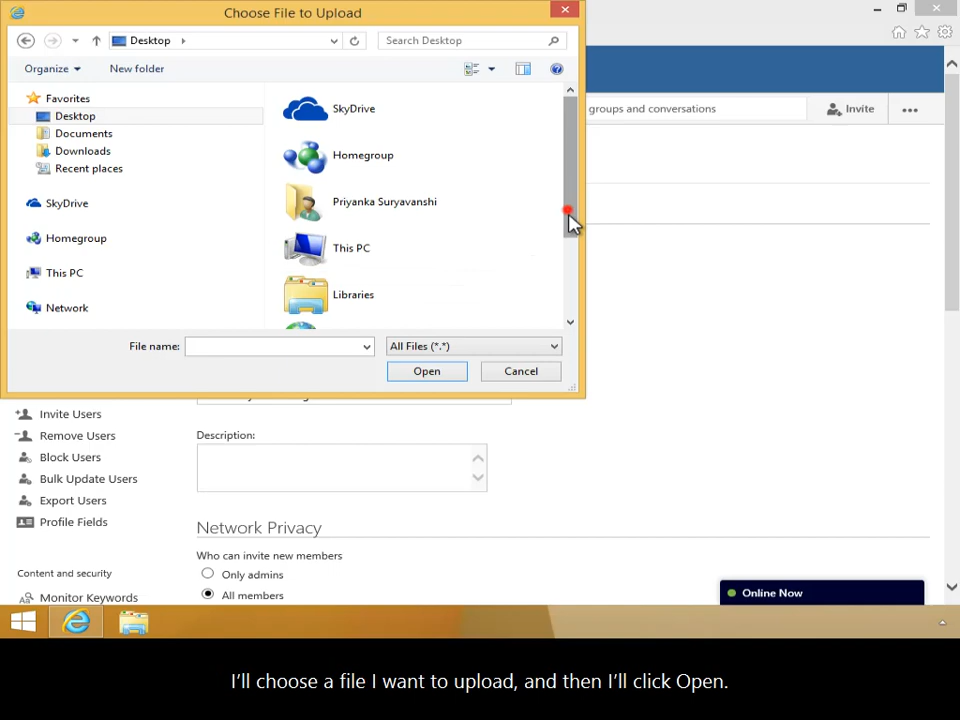 Choose File to Upload
Desktop
Search Desktop
Organize
New folder
Favorites
Desktop
Documents
Downloads
Recent places
SkyDrive
Homegroup
This PC
Network
SkyDrive
Homegroup
Priyanka Suryavanshi
This PC
Libraries
File name:
All Files (*.*)
Open
Cancel
groups and conversations
Invite
Invite Users
Remove Users
Block Users
Bulk Update Users
Export Users
Profile Fields
Content and security
Monitor Keywords
Description:
Network Privacy
Who can invite new members
Only admins
All members
Online Now
I'll choose a file I want to upload, and then I'll click Open.